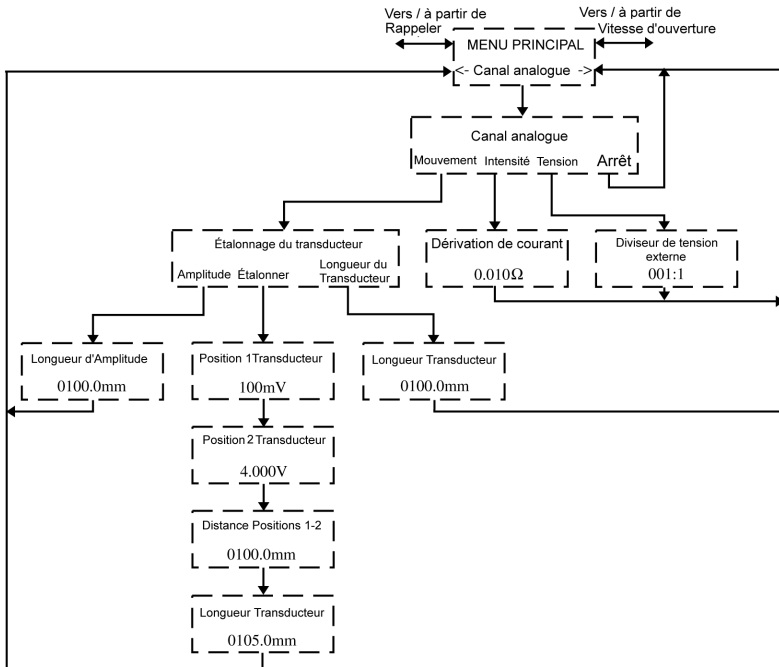 Vers / à partir de
Rappeler
Vers / à partir de
Vitesse d'ouverture
MENU PRINCIPAL
<- Canal analogue ->
Canal analogue
Mouvement Intensité Tension Arrêt
Étalonnage du transducteur
Amplitude Étalonner Longueur du
Transducteur
Dérivation de courant
0.010Ω
Diviseur de tension
externe
001:1
Longueur d'Amplitude
0100.0mm
Position 1Transducteur
100mV
Longueur Transducteur
0100.0mm
Position2 Transducteur
4.000V
Distance Positions 1-2
0100.0mm
Longueur Transducteur
0105.0mm